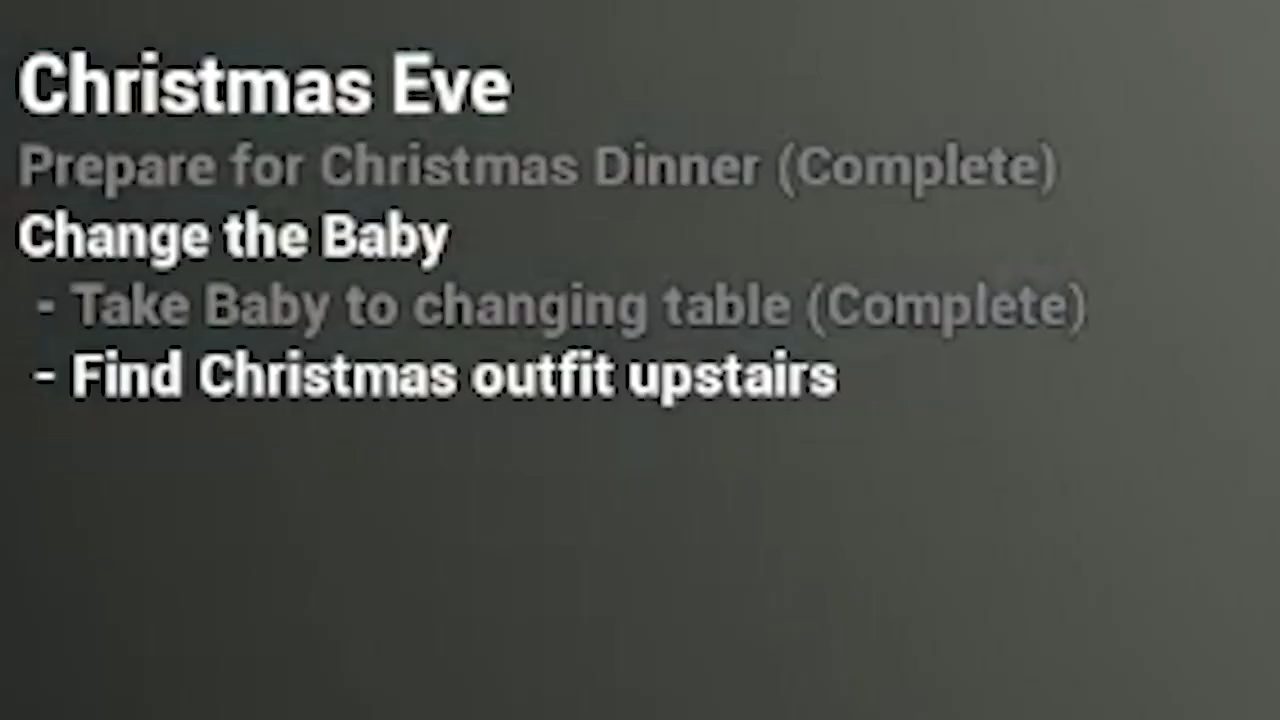 Christmas Eve
Prepare for Christmas Dinner (Complete)
Change the Baby
- Take Baby to changing table (Complete)
- Find Christmas outfit upstairs